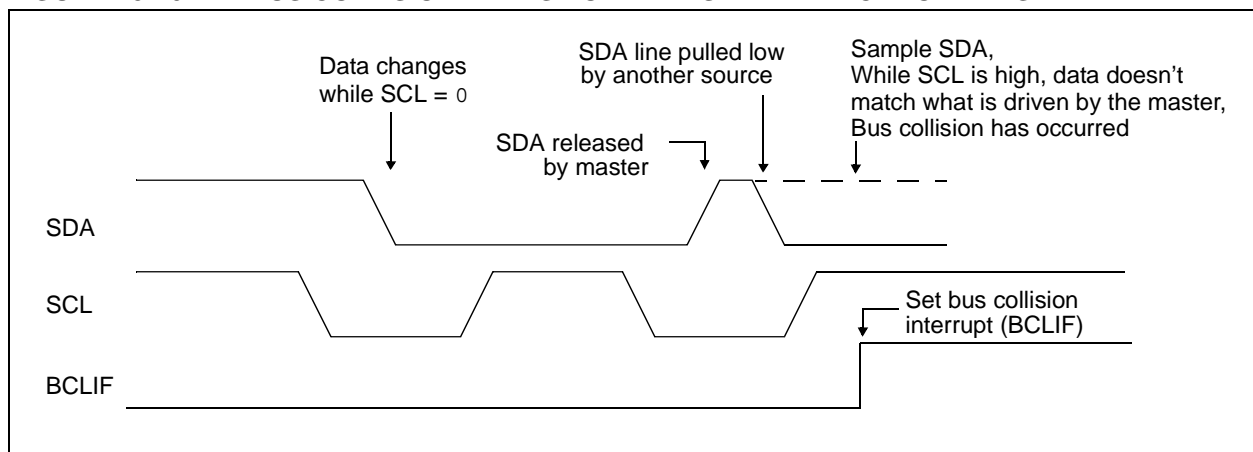 Data changes
while SCL = 0
SDA line pulled low
by another source
Sample SDA,
While SCL is high, data doesn't
match what is driven by the master,
Bus collision has occurred
SDA released
by master
SDA
SCL
Set bus collision
interrupt (BCLIF)
BCLIF